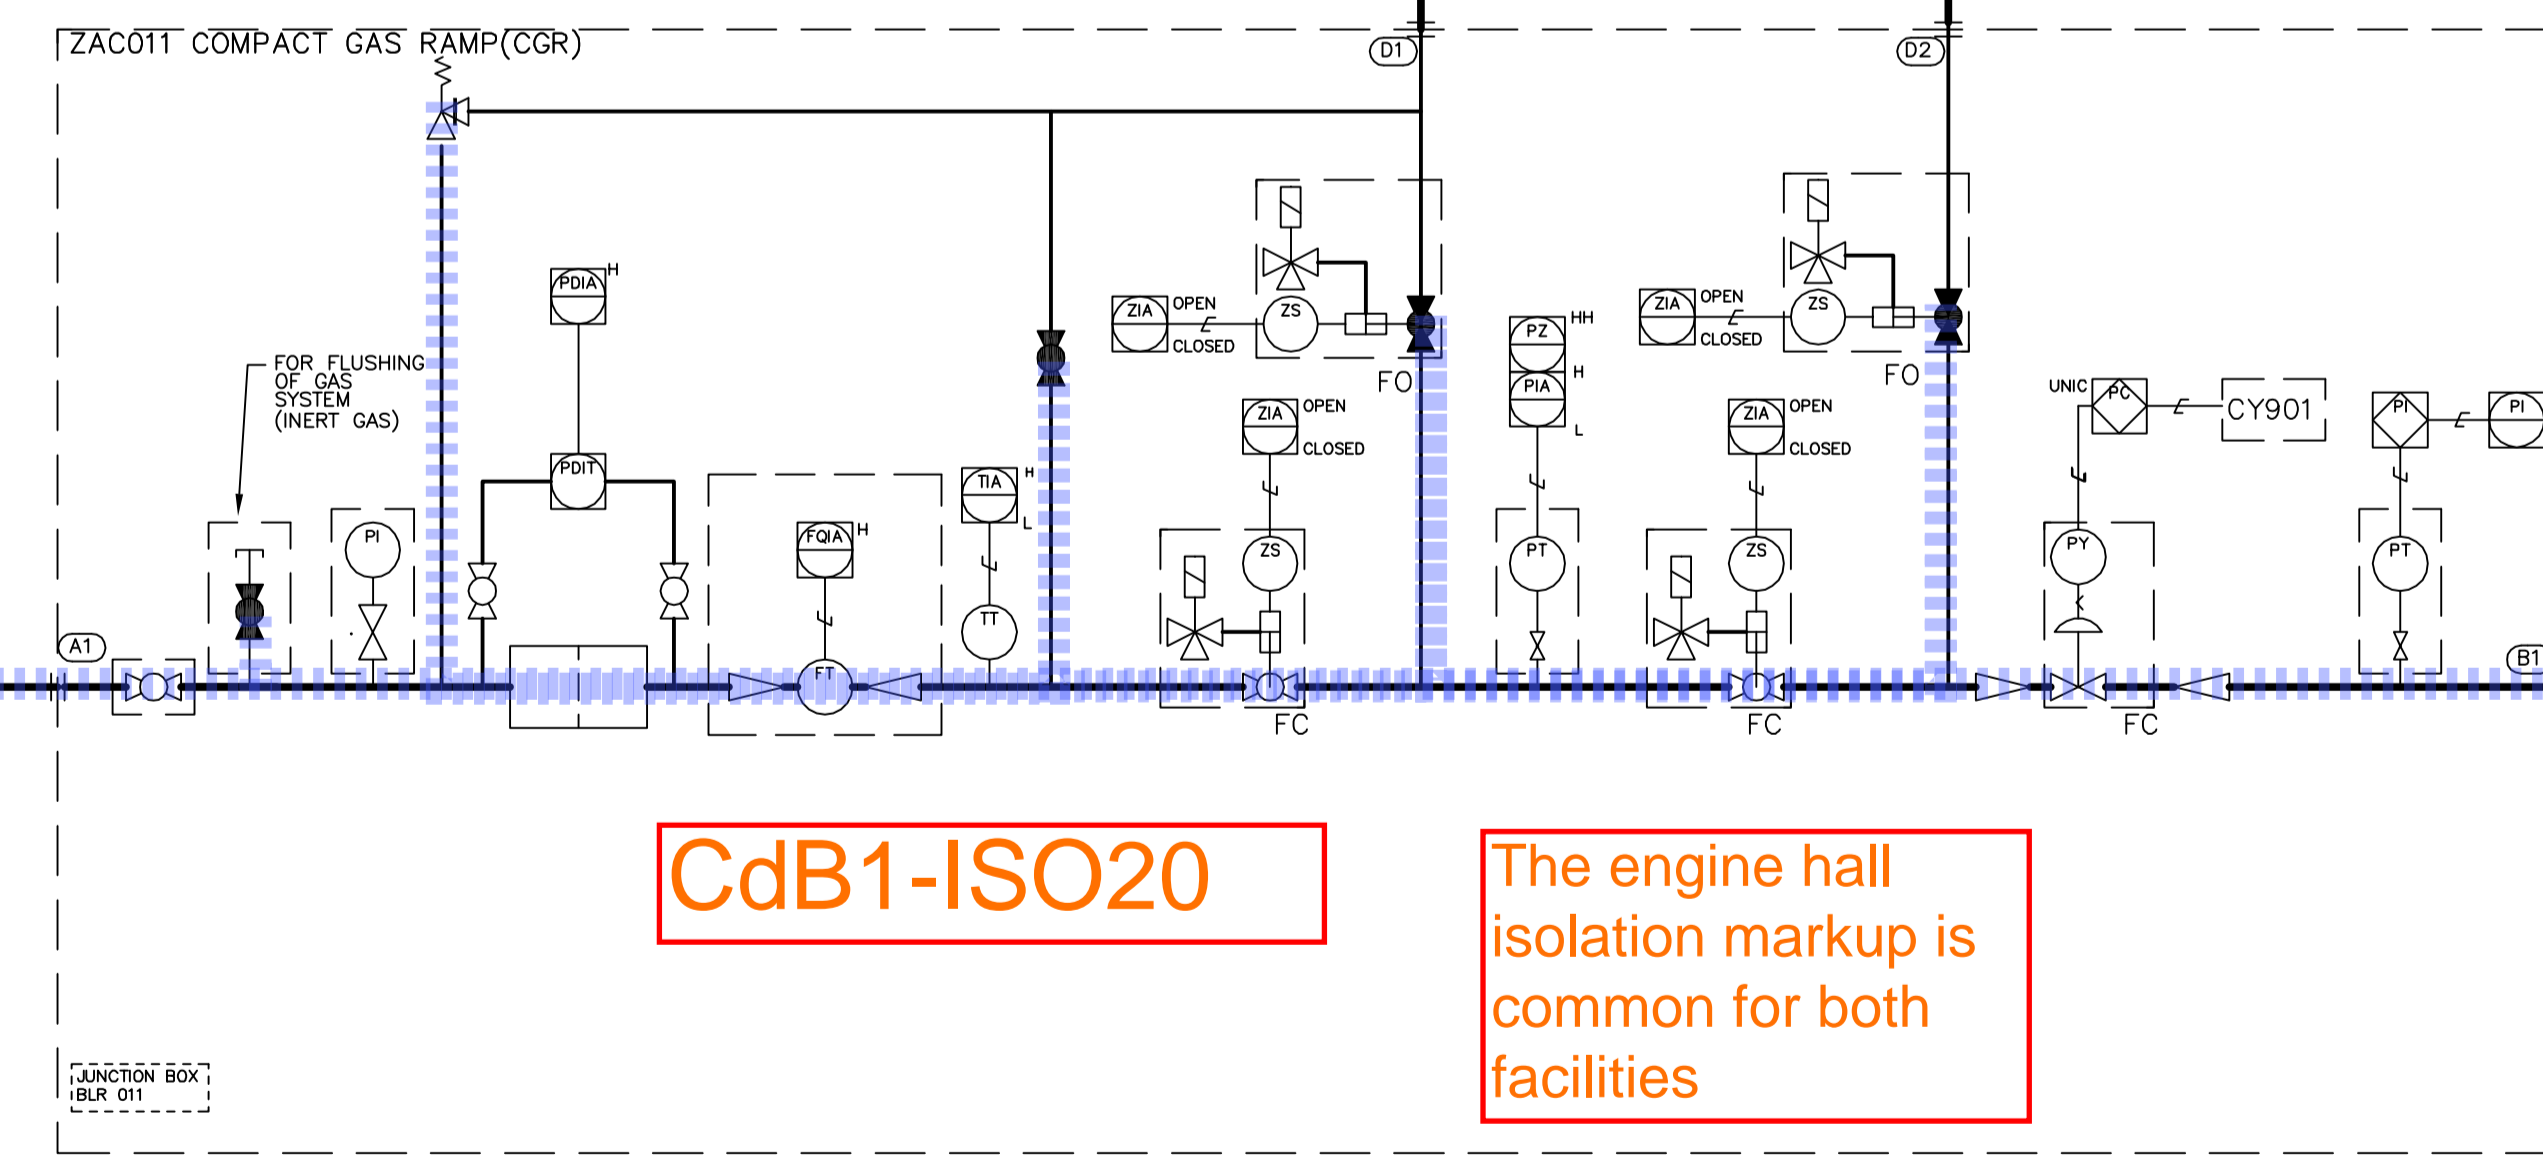 ZAC011 COMPACT GAS RAMP(CGR)
D1
D2
PDIA H
ZIA OPEN
CLOSED
ZS
FO
PZ HH
PIA H
L
ZIA OPEN
CLOSED
ZS
FO
FOR FLUSHING
OF GAS
SYSTEM
(INERT GAS)
UNIC PC
CY901
PI
PI
PDIT
TIA H
L
ZIA OPEN
CLOSED
ZIA OPEN
CLOSED
PI
FQIA H
ZS
PT
ZS
PY
PT
TT
A1
FT
B1
FC
FC
FC
CdB1-ISO20
The engine hall
isolation markup is
common for both
facilities
JUNCTION BOX
BLR 011